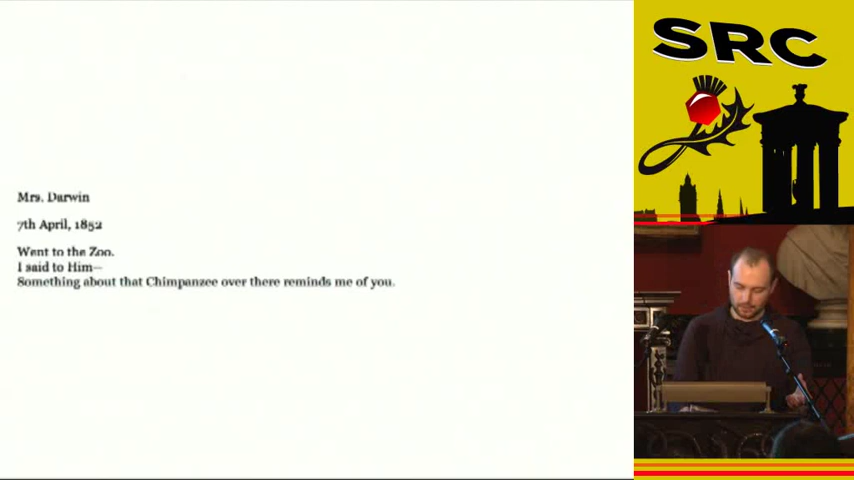 Mrs. Darwin
7th April, 1852
Went to the Zoo.
I said to Him—
Something about that Chimpanzee over there reminds me of you.
SRC